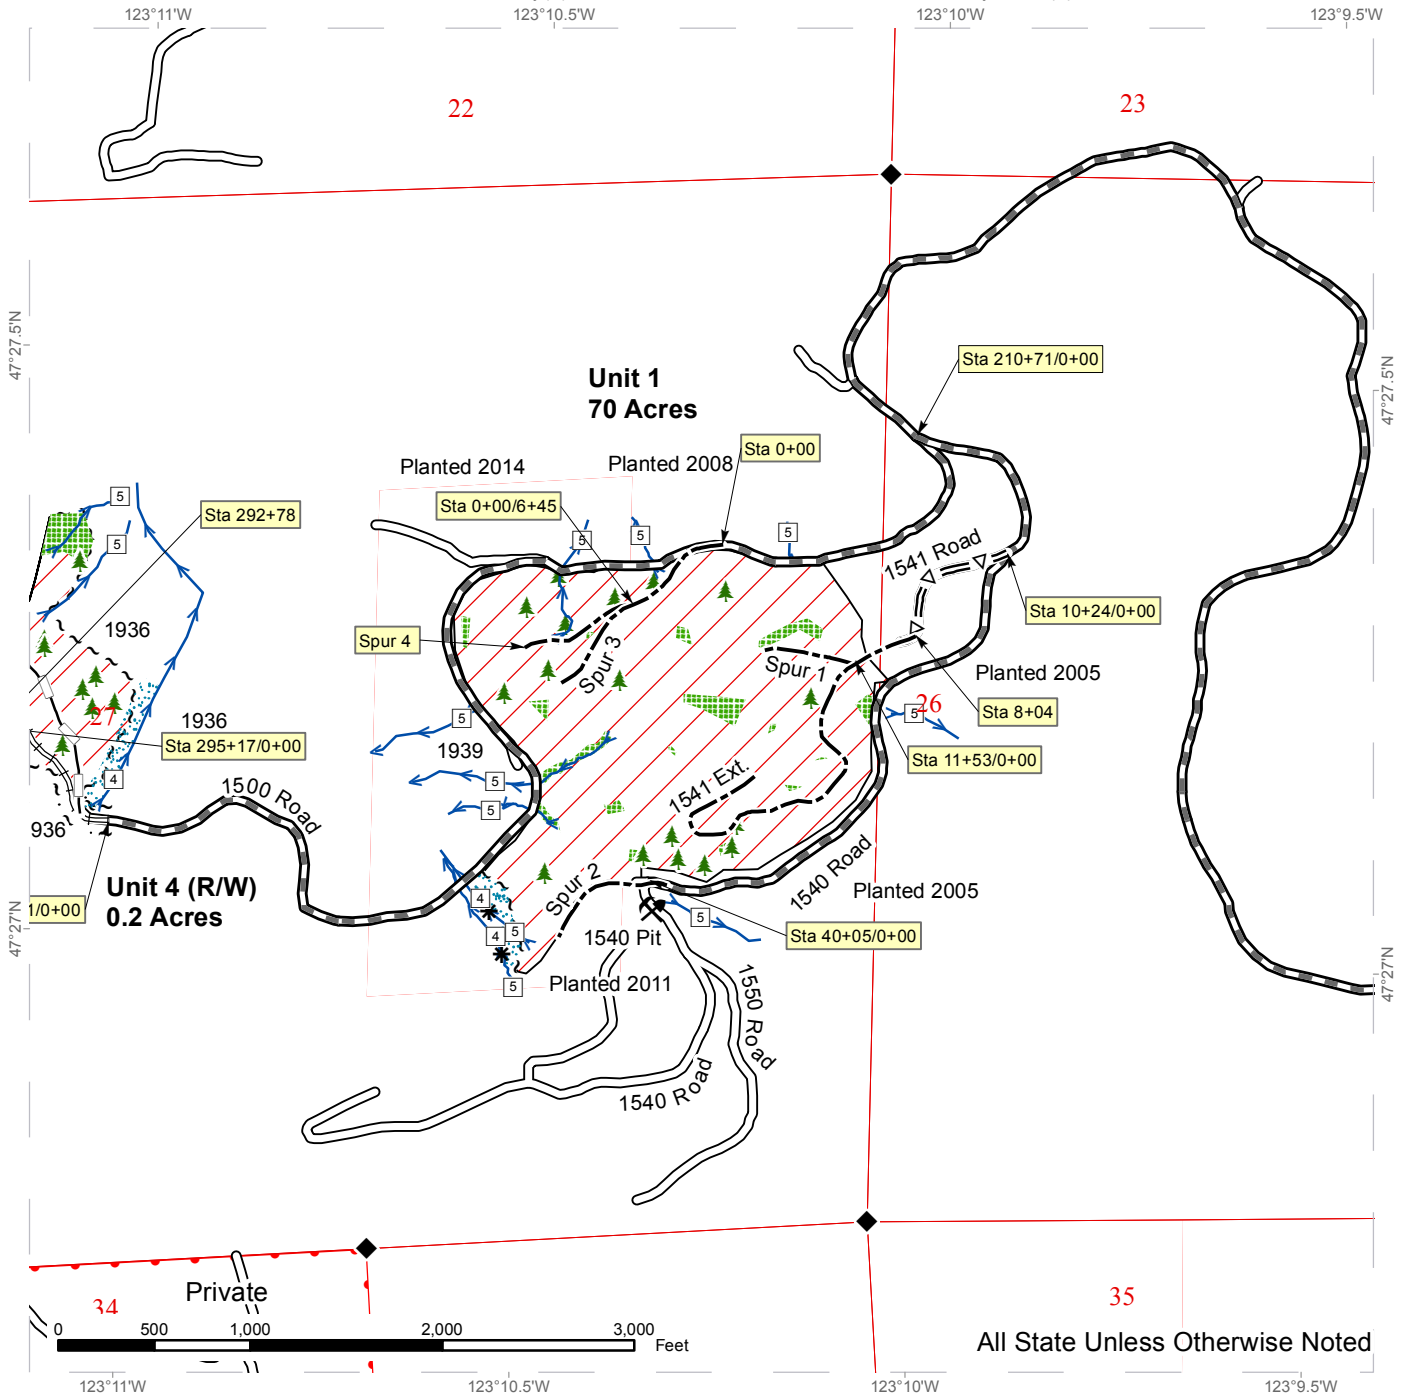 123°11'W
123°10.5'W
123°10'W
123°9.5'W
22
23
47°27.5'N
47°27.5'N
Sta 210+71/0+00
Unit 1
70 Acres
Sta 0+00
Planted 2014
Planted 2008
Sta 0+00/6+45
5
Sta 292+78
5
5
5
5
1541 Road
Sta 10+24/0+00
1936
Spur 4
Spur 3
Spur 1
Planted 2005
26
5
Sta 8+04
27
1936
5
Sta 295+17/0+00
1939
Sta 11+53/0+00
4
5
1541 Ext.
1500 Road
5
936
1540 Road
Unit 4 (R/W)
0.2 Acres
Spur 2
Planted 2005
1/0+00
4
5
4
5
1540 Pit
Sta 40+05/0+00
47°27'N
47°27'N
5
Planted 2011
1550 Road
1540 Road
Private
34
35
0
500
1,000
2,000
3,000
Feet
All State Unless Otherwise Noted
123°11'W
123°10.5'W
123°10'W
123°9.5'W